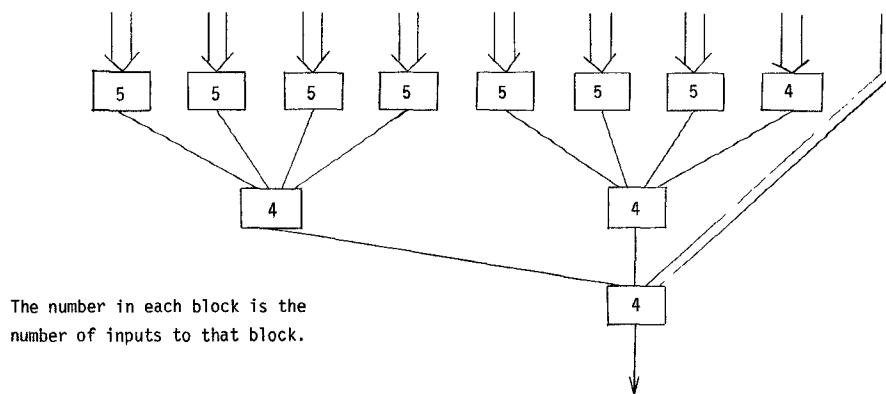 5 5 5 5 5 5 5 4
4 4
4
The number in each block is the
number of inputs to that block.